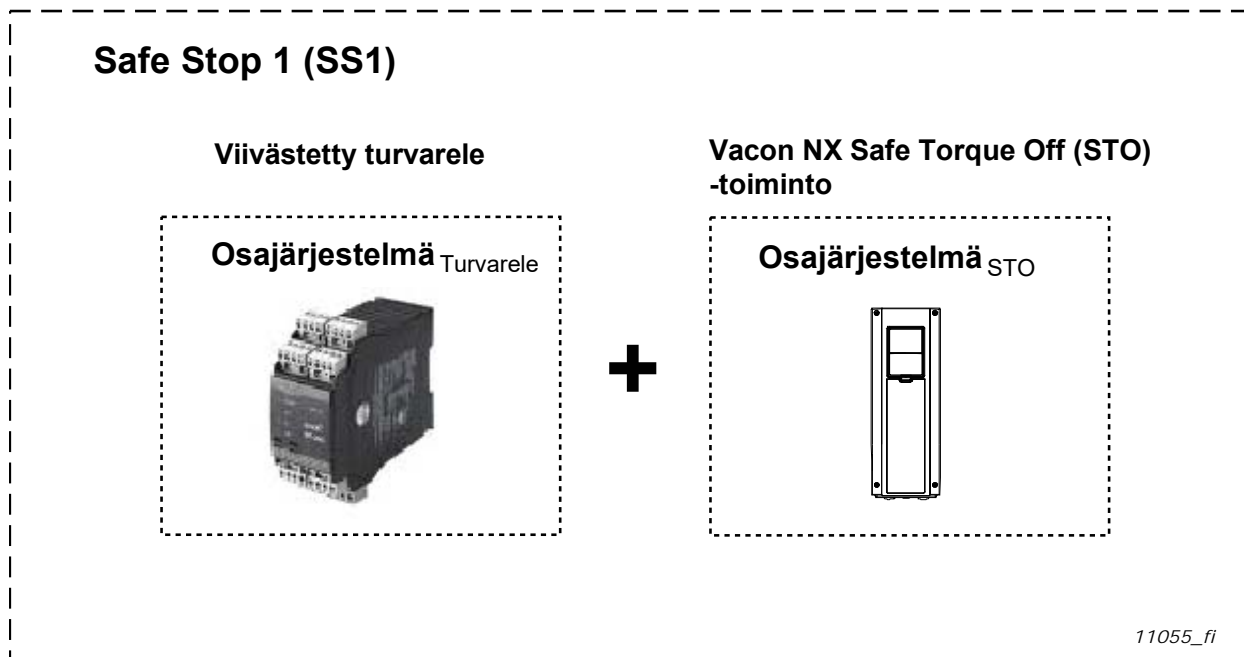 Safe Stop 1 (SS1)
Viivästetty turvarele
Vacon NX Safe Torque Off (STO)
-toiminto
Osajärjestelmä Turvarele
Osajärjestelmä STO
11055_fi